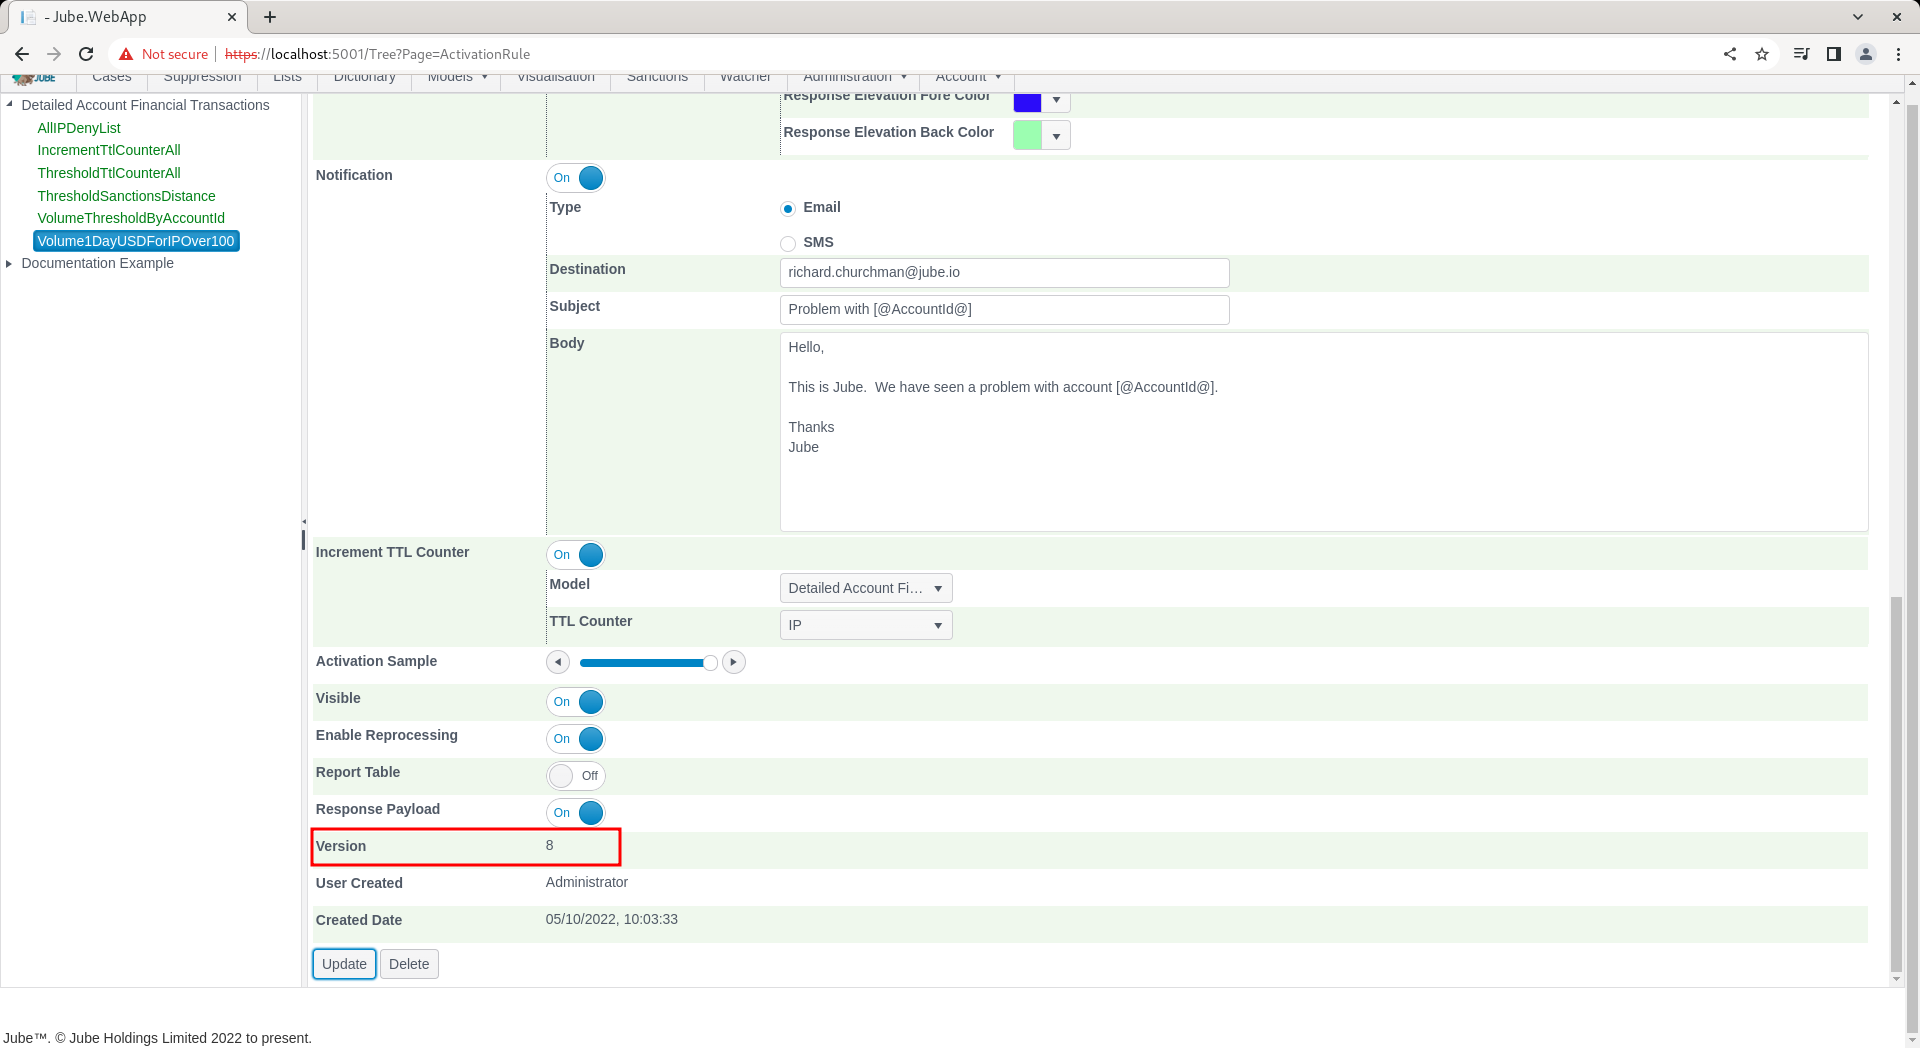 - Jube.WebApp
Not secure https://localhost:5001/Tree?Page=ActivationRule
JUBE Cases Suppression Lists Dictionary Models Visualisation Sanctions Watcher Administration Account
Detailed Account Financial Transactions
AllIPDenyList
IncrementTtlCounterAll
ThresholdTtlCounterAll
ThresholdSanctionsDistance
VolumeThresholdByAccountId
Volume1DayUSDForIPOver100
Documentation Example
Response Elevation Fore Color
Response Elevation Back Color
Notification On
Type Email
SMS
Destination richard.churchman@jube.io
Subject Problem with [@AccountId@]
Body Hello,
This is Jube.  We have seen a problem with account [@AccountId@].
Thanks
Jube
Increment TTL Counter On
Model Detailed Account Fi...
TTL Counter IP
Activation Sample
Visible On
Enable Reprocessing On
Report Table Off
Response Payload On
Version 8
User Created Administrator
Created Date 05/10/2022, 10:03:33
Update Delete
Jube™. © Jube Holdings Limited 2022 to present.